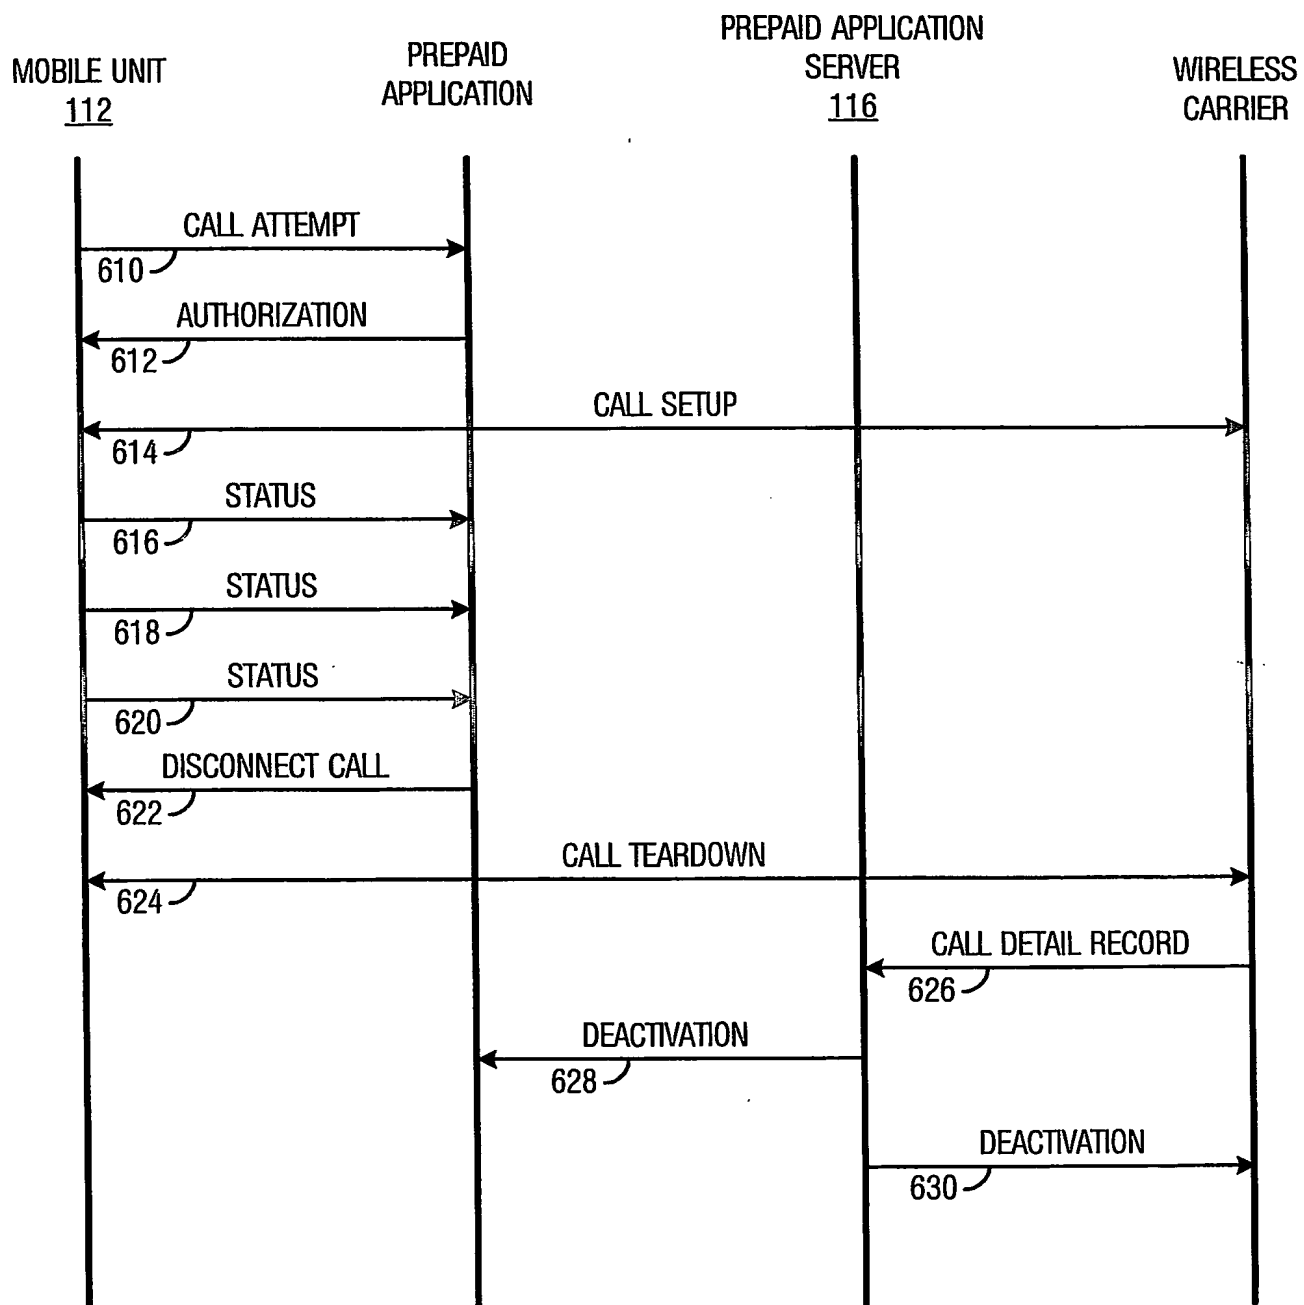 MOBILE UNIT
112
PREPAID
APPLICATION
PREPAID APPLICATION
SERVER
116
WIRELESS
CARRIER
CALL ATTEMPT
610
AUTHORIZATION
612
CALL SETUP
614
STATUS
616
STATUS
618
STATUS
620
DISCONNECT CALL
622
CALL TEARDOWN
624
CALL DETAIL RECORD
626
DEACTIVATION
628
DEACTIVATION
630